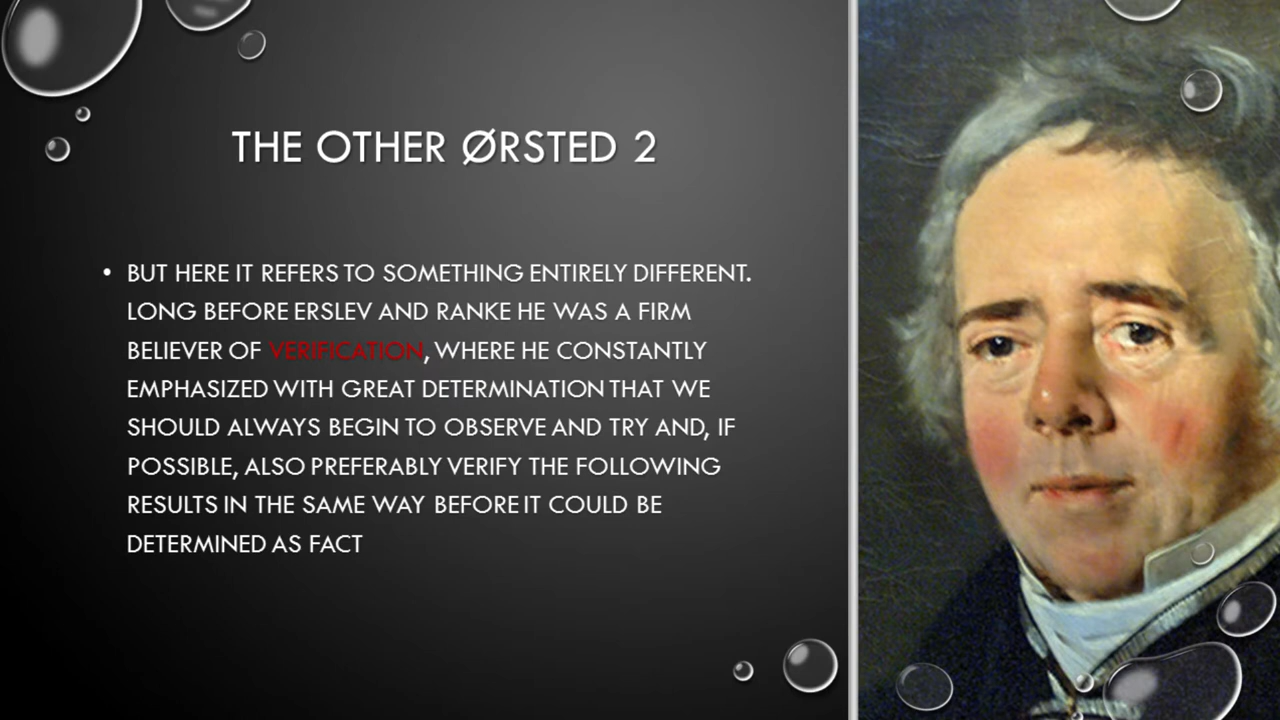 THE OTHER ØRSTED 2
• BUT HERE IT REFERS TO SOMETHING ENTIRELY DIFFERENT.
LONG BEFORE ERSLEV AND RANKE HE WAS A FIRM
BELIEVER OF VERIFICATION, WHERE HE CONSTANTLY
EMPHASIZED WITH GREAT DETERMINATION THAT WE
SHOULD ALWAYS BEGIN TO OBSERVE AND TRY AND, IF
POSSIBLE, ALSO PREFERABLY VERIFY THE FOLLOWING
RESULTS IN THE SAME WAY BEFORE IT COULD BE
DETERMINED AS FACT